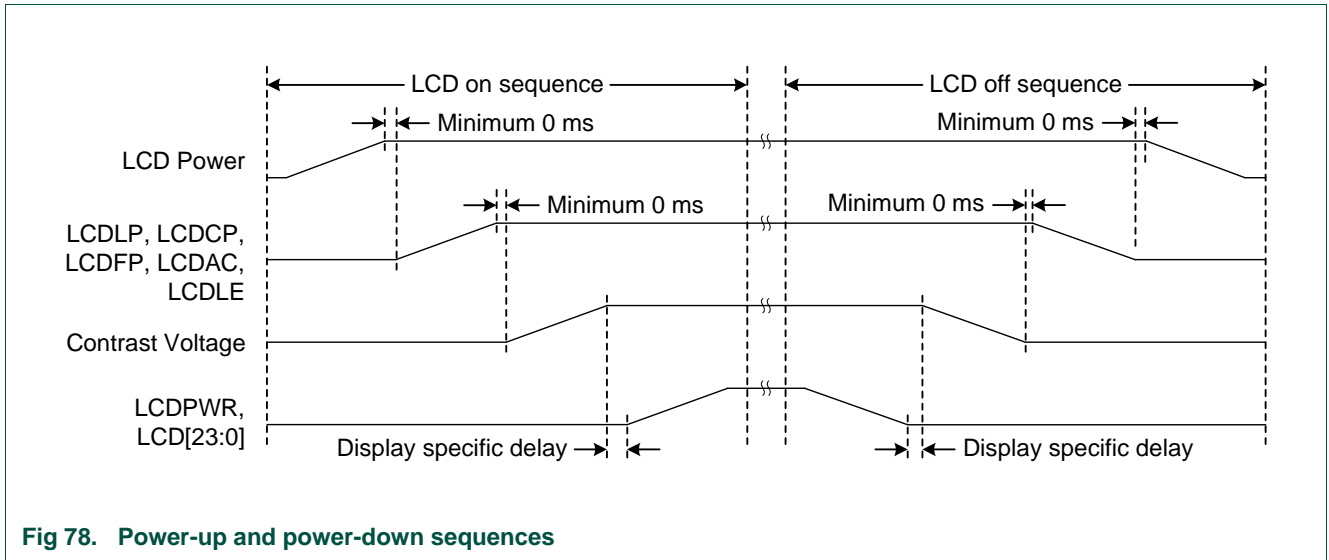 LCD on sequence
LCD off sequence
Minimum 0 ms
Minimum 0 ms
LCD Power
Minimum 0 ms
Minimum 0 ms
LCDLP, LCDCP,
LCDFP, LCDAC,
LCDLE
Contrast Voltage
LCDPWR,
LCD[23:0]
Display specific delay
Display specific delay
Fig 78. Power-up and power-down sequences